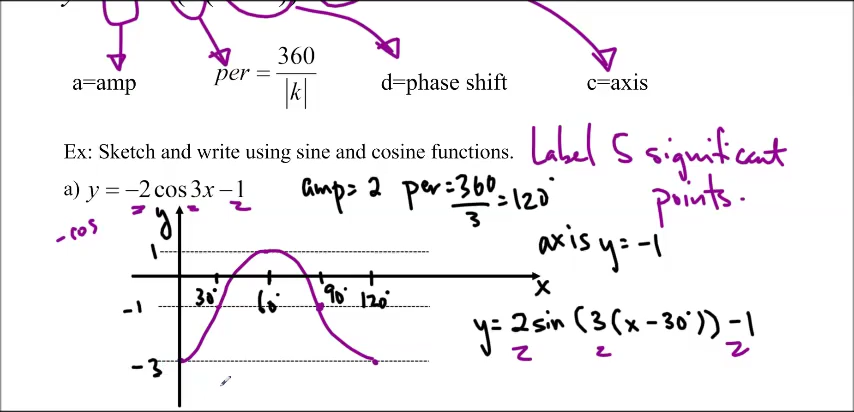 a=amp
per = 360/|k|
d=phase shift
c=axis
Ex: Sketch and write using sine and cosine functions.
Label 5 significant
points.
a) y = −2 cos 3x − 1
amp = 2 per = 360/3 = 120°
-cos
y
axis y = -1
1
-1
-3
30° 60° 90° 120°
x
y = 2 sin (3(x - 30°)) - 1